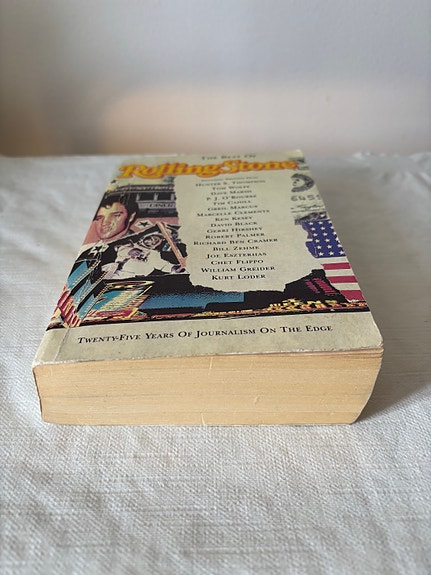 THE BEST OF
Rolling Stone
HUNTER S. THOMPSON
TOM WOLFE
DAVE MARSH
P. J. O'ROURKE
TIM CAHILL
GREIL MARCUS
MARCELLE CLEMENTS
KEN KESEY
DAVID BLACK
GERRI HIRSHEY
ROBERT PALMER
RICHARD BEN CRAMER
BILL ZEHME
JOE ESZTERHAS
CHET FLIPPO
WILLIAM GREIDER
KURT LODER
TWENTY-FIVE YEARS OF JOURNALISM ON THE EDGE